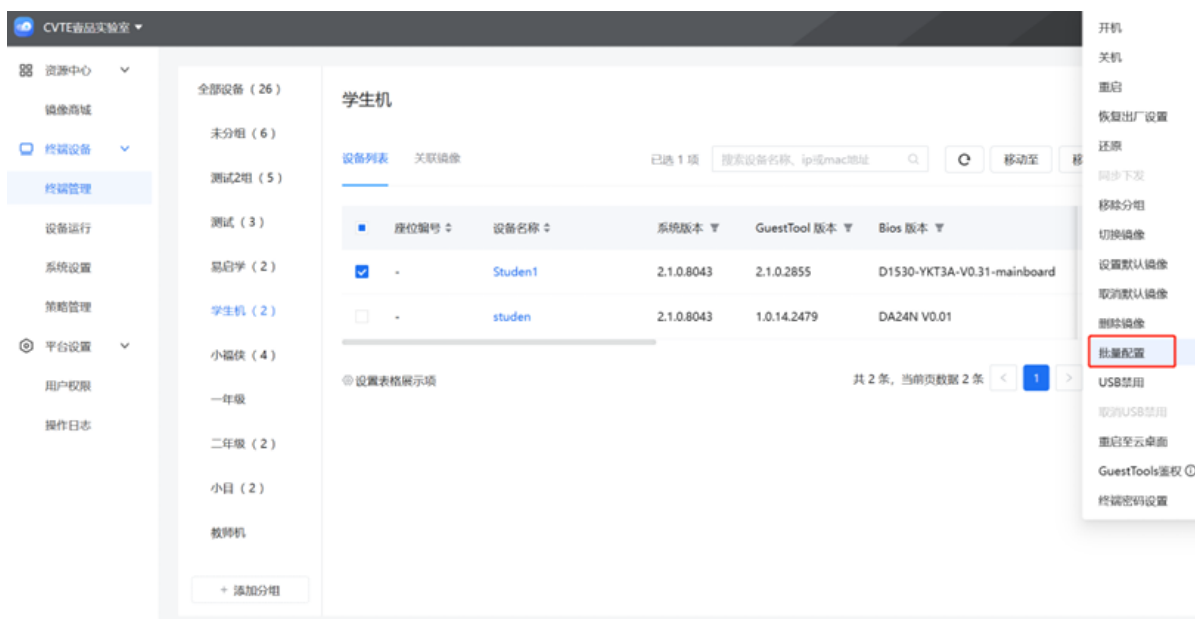 CVTE壹品实验室
资源中心
镜像商城
终端设备
终端管理
设备运行
系统设置
策略管理
平台设置
用户权限
操作日志
全部设备（26）
未分组（6）
测试2组（5）
测试（3）
易启学（2）
学生机（2）
小福侠（4）
一年级
二年级（2）
小目（2）
教师机
+ 添加分组
学生机
设备列表 关联镜像 已选 1 项 搜索设备名称、ip或mac地址 移动至 移
座位编号 设备名称 系统版本 GuestTool 版本 Bios 版本
- Studen1 2.1.0.8043 2.1.0.2855 D1530-YKT3A-V0.31-mainboard
- studen 2.1.0.8043 1.0.14.2479 DA24N V0.01
设置表格展示项 共 2 条，当前页数据 2 条 < 1 >
开机
关机
重启
恢复出厂设置
还原
同步下发
移除分组
切换镜像
设置默认镜像
取消默认镜像
删除镜像
批量配置
USB禁用
取消USB禁用
重启至云桌面
GuestTools鉴权
终端密码设置